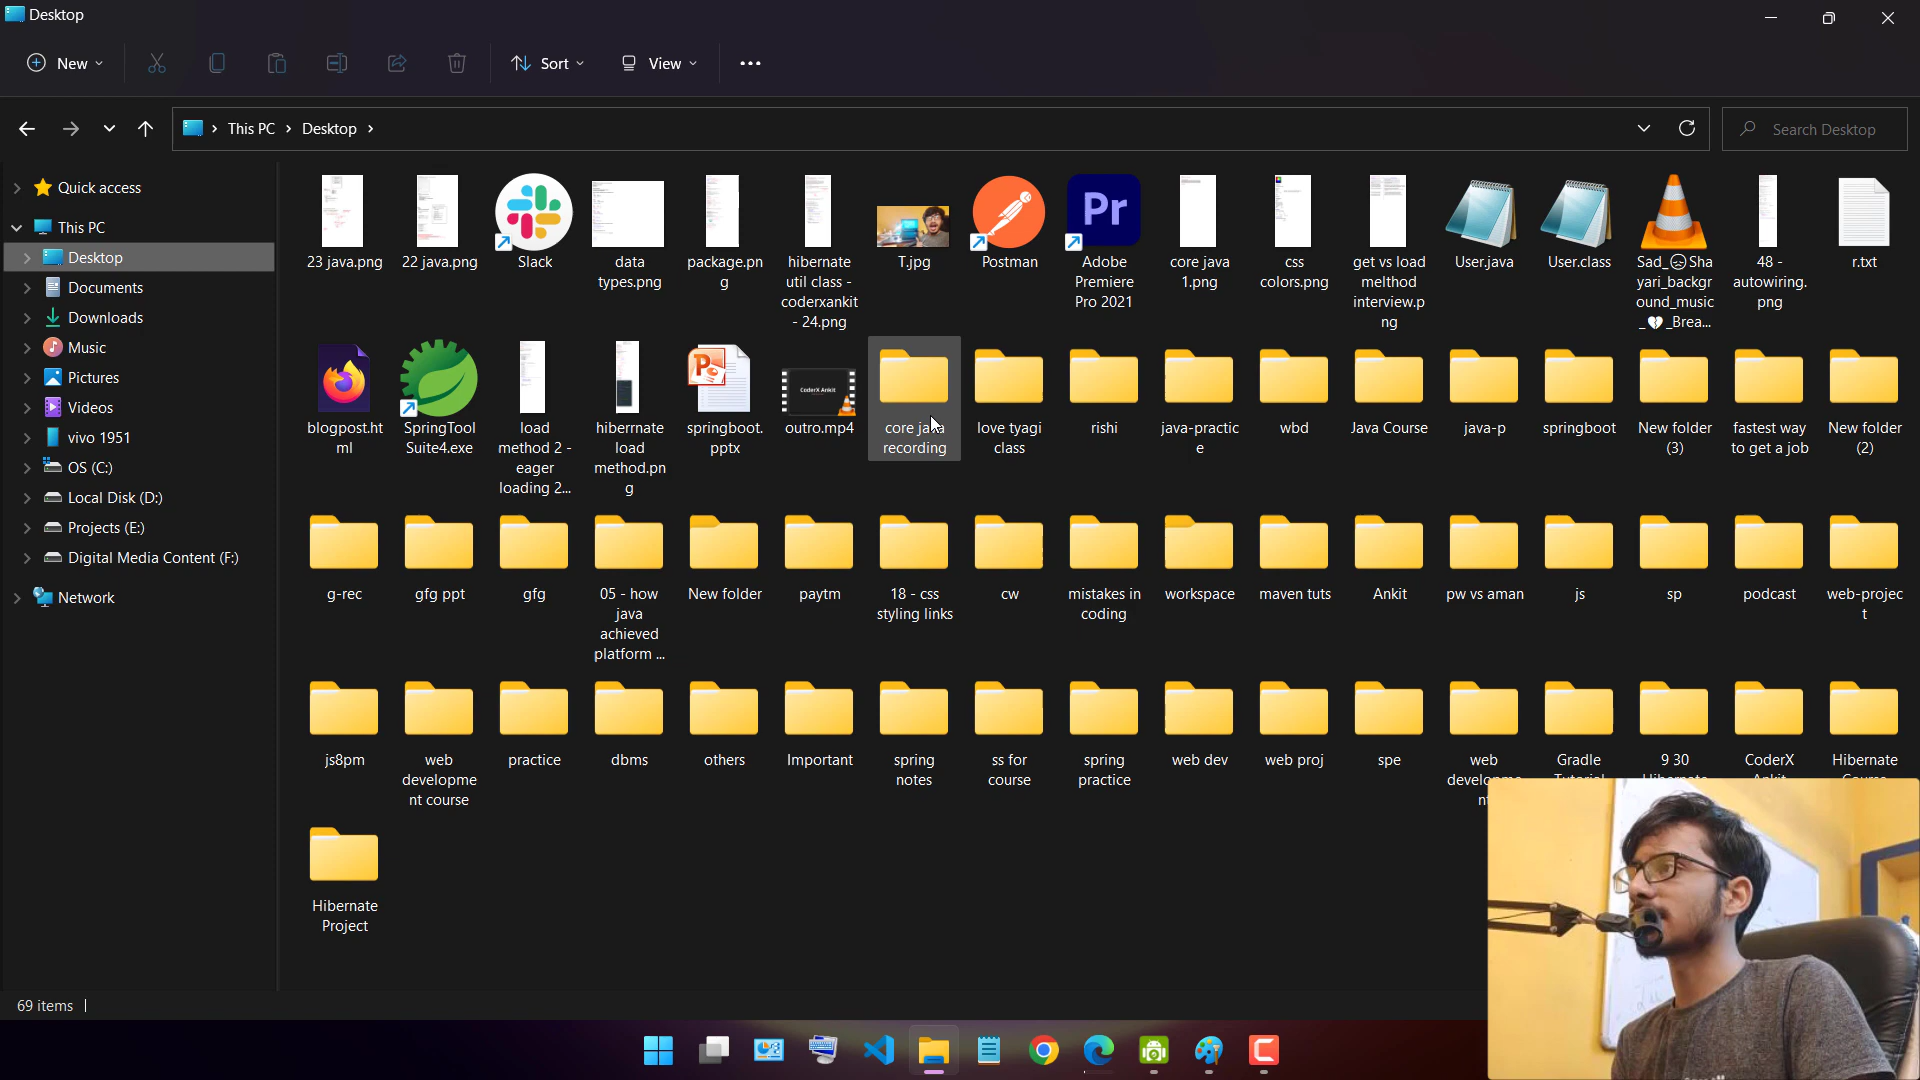 Desktop
New
Sort
View
This PC
Desktop
Search Desktop
Quick access
This PC
Desktop
Documents
Downloads
Music
Pictures
Videos
vivo 1951
OS (C:)
Local Disk (D:)
Projects (E:)
Digital Media Content (F:)
Network
23 java.png
22 java.png
Slack
data
types.png
package.pn
g
hibernate
util class -
coderxankit
- 24.png
T.jpg
Postman
Pr
Adobe
Premiere
Pro 2021
core java
1.png
css
colors.png
get vs load
melthod
interview.p
ng
User.java
User.class
Sad_😔Sha
yari_backgr
ound_music
_💔_Brea...
48 -
autowiring.
png
r.txt
blogpost.ht
ml
SpringTool
Suite4.exe
load
method 2 -
eager
loading 2...
hibernnate
load
method.pn
g
springboot.
pptx
CoderX Ankit
outro.mp4
core java
recording
love tyagi
class
rishi
java-practic
e
wbd
Java Course
java-p
springboot
New folder
(3)
fastest way
to get a job
New folder
(2)
g-rec
gfg ppt
gfg
05 - how
java
achieved
platform ...
New folder
paytm
18 - css
styling links
cw
mistakes in
coding
workspace
maven tuts
Ankit
pw vs aman
js
sp
podcast
web-projec
t
js8pm
web
developme
nt course
practice
dbms
others
Important
spring
notes
ss for
course
spring
practice
web dev
web proj
spe
web
Gradle
9 30
CoderX
Hibernate
Hibernate
Project
69 items